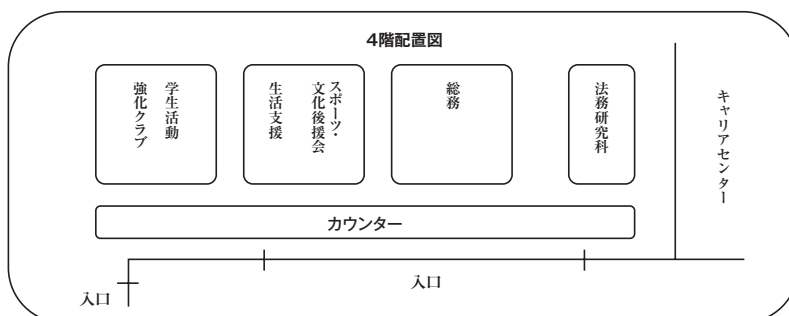 4階配置図
学生活動
強化クラブ
スポーツ・
文化後援会
生活支援
総務
法務研究科
キャリアセンター
カウンター
入口
入口